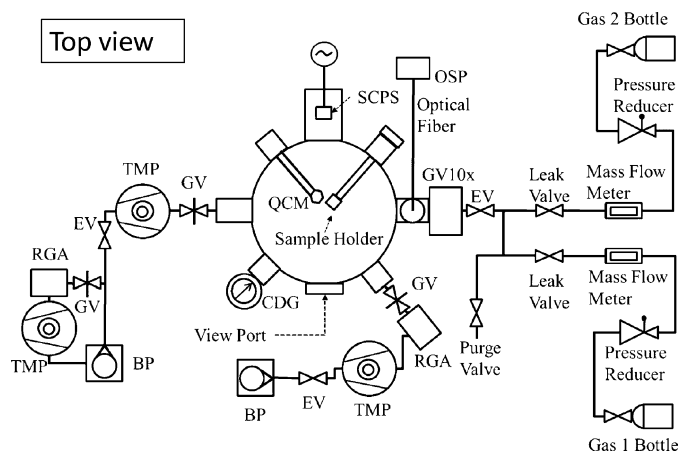 Top view
Gas 2 Bottle
OSP
SCPS
Optical
Fiber
Pressure
Reducer
TMP
GV
GV10x
EV
Leak
Valve
Mass Flow
Meter
EV
QCM
Sample Holder
RGA
GV
CDG
GV
Leak
Valve
Mass Flow
Meter
View Port
TMP
BP
RGA
Purge
Valve
Pressure
Reducer
BP
EV
TMP
Gas 1 Bottle